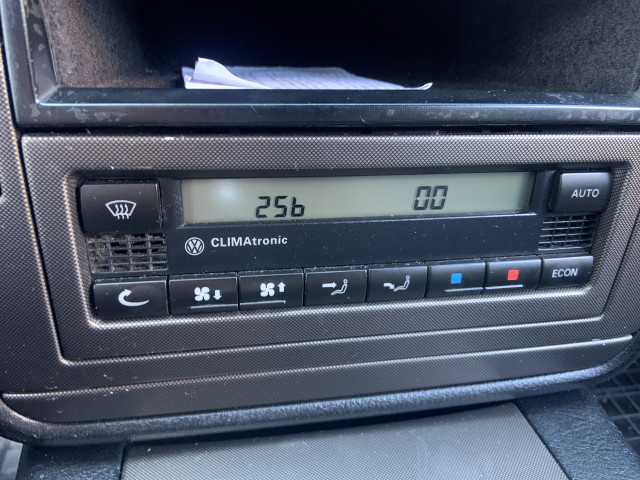 256 00
AUTO
CLIMAtronic
ECON